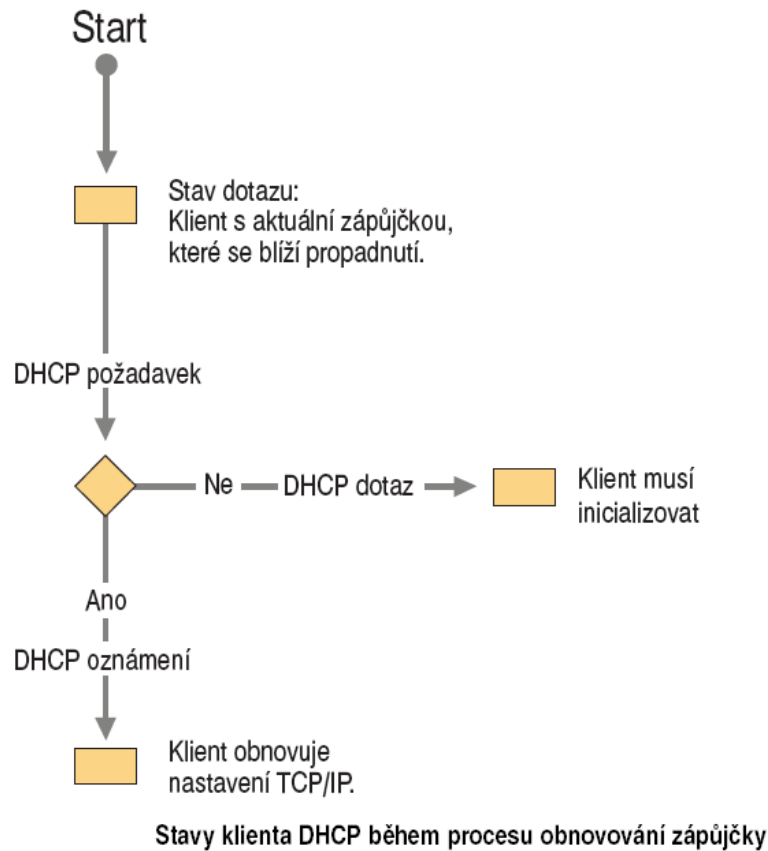 Start
Stav dotazu:
Klient s aktuální zápůjčkou,
které se blíží propadnutí.
DHCP požadavek
Ne
DHCP dotaz
Klient musí
inicializovat
Ano
DHCP oznámení
Klient obnovuje
nastavení TCP/IP.
Stavy klienta DHCP během procesu obnovování zápůjčky